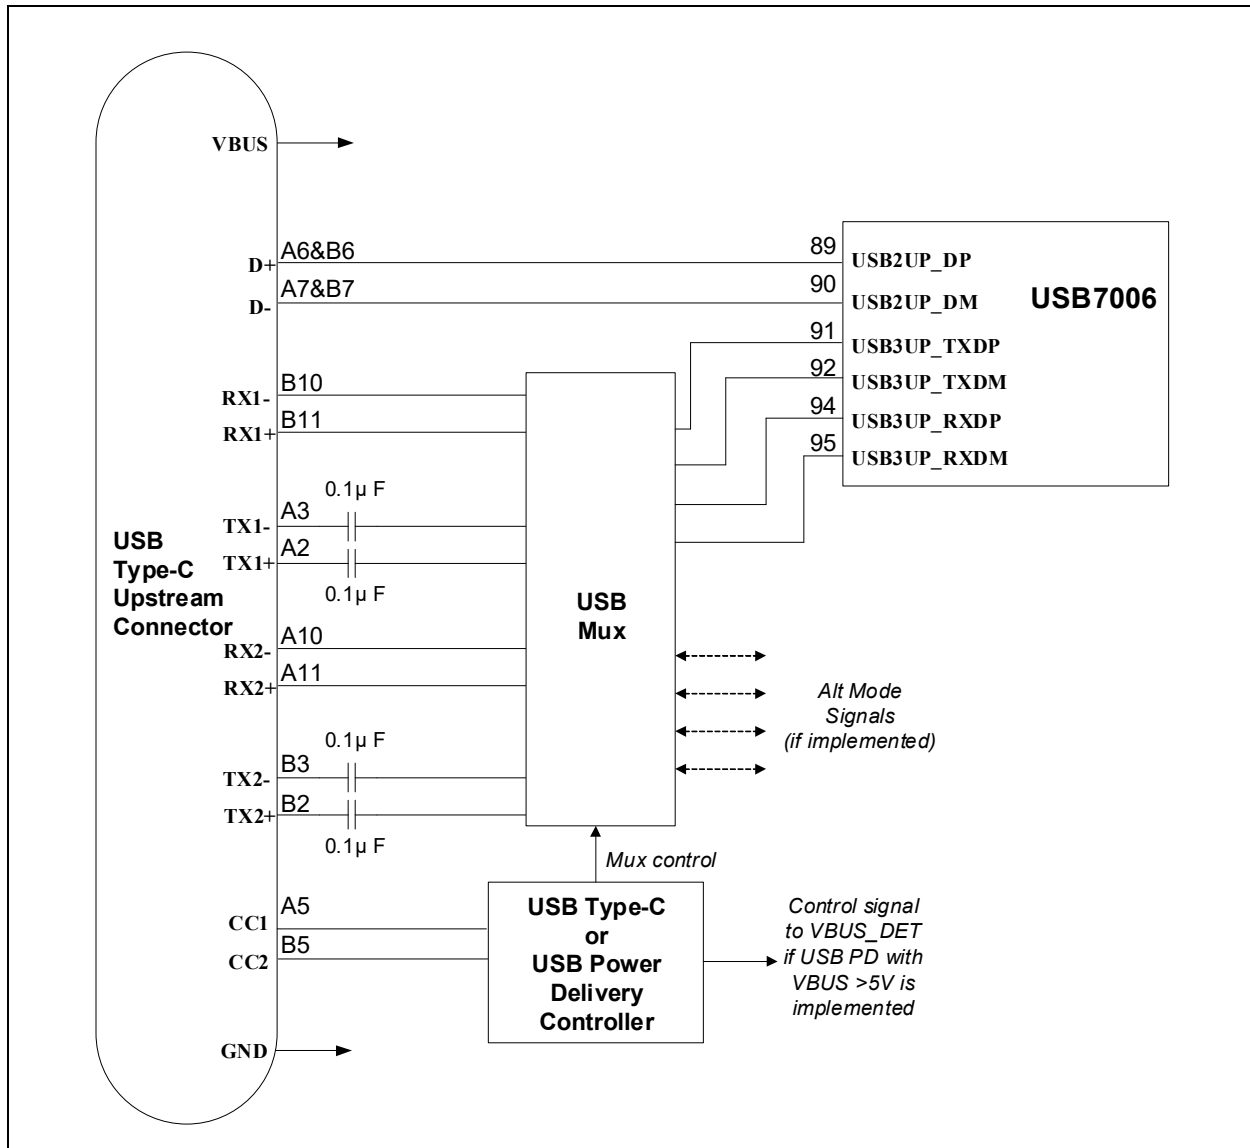 VBUS
D+
A6&B6
D-
A7&B7
89
USB2UP_DP
90
USB2UP_DM
USB7006
91
USB3UP_TXDP
92
USB3UP_TXDM
94
USB3UP_RXDP
95
USB3UP_RXDM
RX1-
B10
RX1+
B11
0.1µ F
TX1-
A3
TX1+
A2
0.1µ F
USB
Type-C
Upstream
Connector
USB
Mux
RX2-
A10
RX2+
A11
Alt Mode
Signals
(if implemented)
0.1µ F
TX2-
B3
TX2+
B2
0.1µ F
Mux control
CC1
A5
CC2
B5
USB Type-C
or
USB Power
Delivery
Controller
Control signal
to VBUS_DET
if USB PD with
VBUS >5V is
implemented
GND